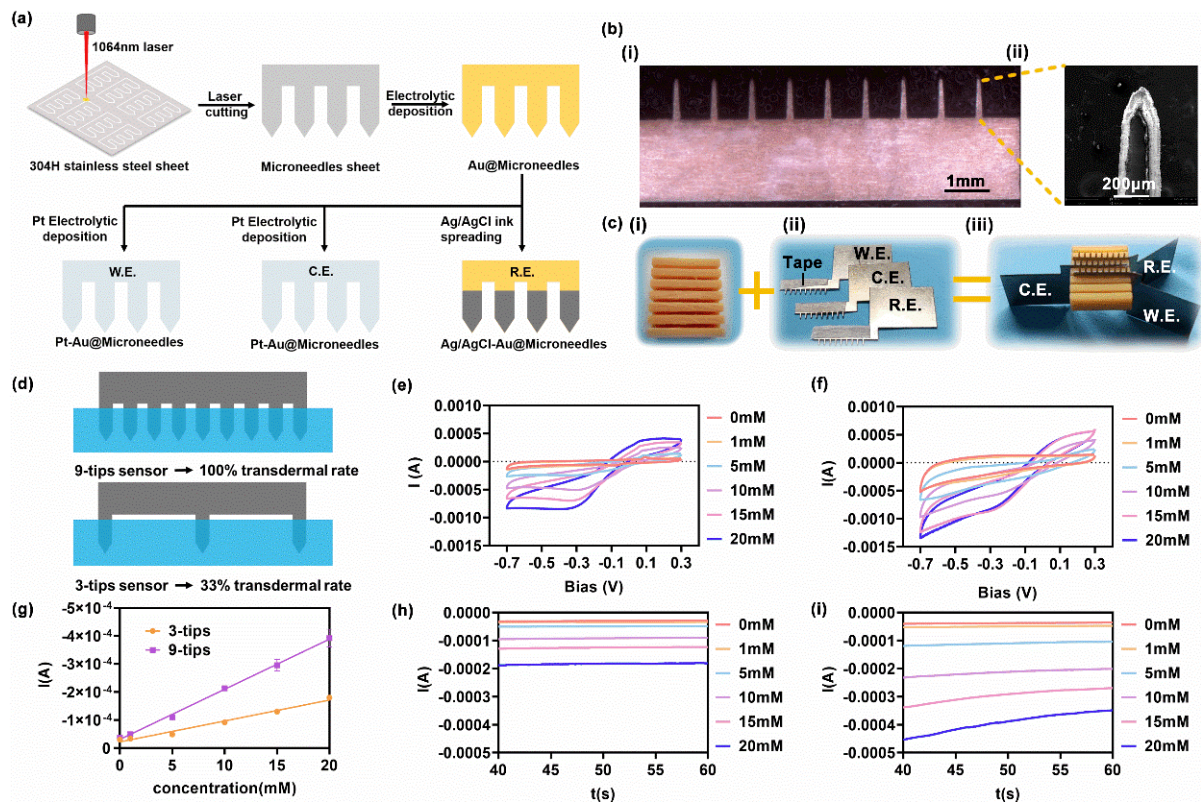 (a)
1064nm laser
304H stainless steel sheet
Laser
cutting
Microneedles sheet
Electrolytic
deposition
Au@Microneedles
Pt Electrolytic
deposition
Pt Electrolytic
deposition
Ag/AgCl ink
spreading
W.E.
C.E.
R.E.
Pt-Au@Microneedles
Pt-Au@Microneedles
Ag/AgCl-Au@Microneedles
(b)
(i)
1mm
(ii)
200μm
(c)
(i)
(ii)
Tape
W.E.
C.E.
R.E.
(iii)
C.E.
R.E.
W.E.
(d)
9-tips sensor → 100% transdermal rate
3-tips sensor → 33% transdermal rate
(e)
I (A)
0.0010
0.0005
0.0000
-0.0005
-0.0010
-0.0015
-0.7 -0.5 -0.3 -0.1 0.1 0.3
Bias (V)
0mM
1mM
5mM
10mM
15mM
20mM
(f)
I(A)
0.0010
0.0005
0.0000
-0.0005
-0.0010
-0.0015
-0.7 -0.5 -0.3 -0.1 0.1 0.3
Bias (V)
0mM
1mM
5mM
10mM
15mM
20mM
(g)
I(A)
-5×10⁻⁴
-4×10⁻⁴
-3×10⁻⁴
-2×10⁻⁴
-1×10⁻⁴
0
0 5 10 15 20
concentration(mM)
3-tips
9-tips
(h)
I(A)
0.0000
-0.0001
-0.0002
-0.0003
-0.0004
-0.0005
40 45 50 55 60
t(s)
0mM
1mM
5mM
10mM
15mM
20mM
(i)
I(A)
0.0000
-0.0001
-0.0002
-0.0003
-0.0004
-0.0005
40 45 50 55 60
t(s)
0mM
1mM
5mM
10mM
15mM
20mM